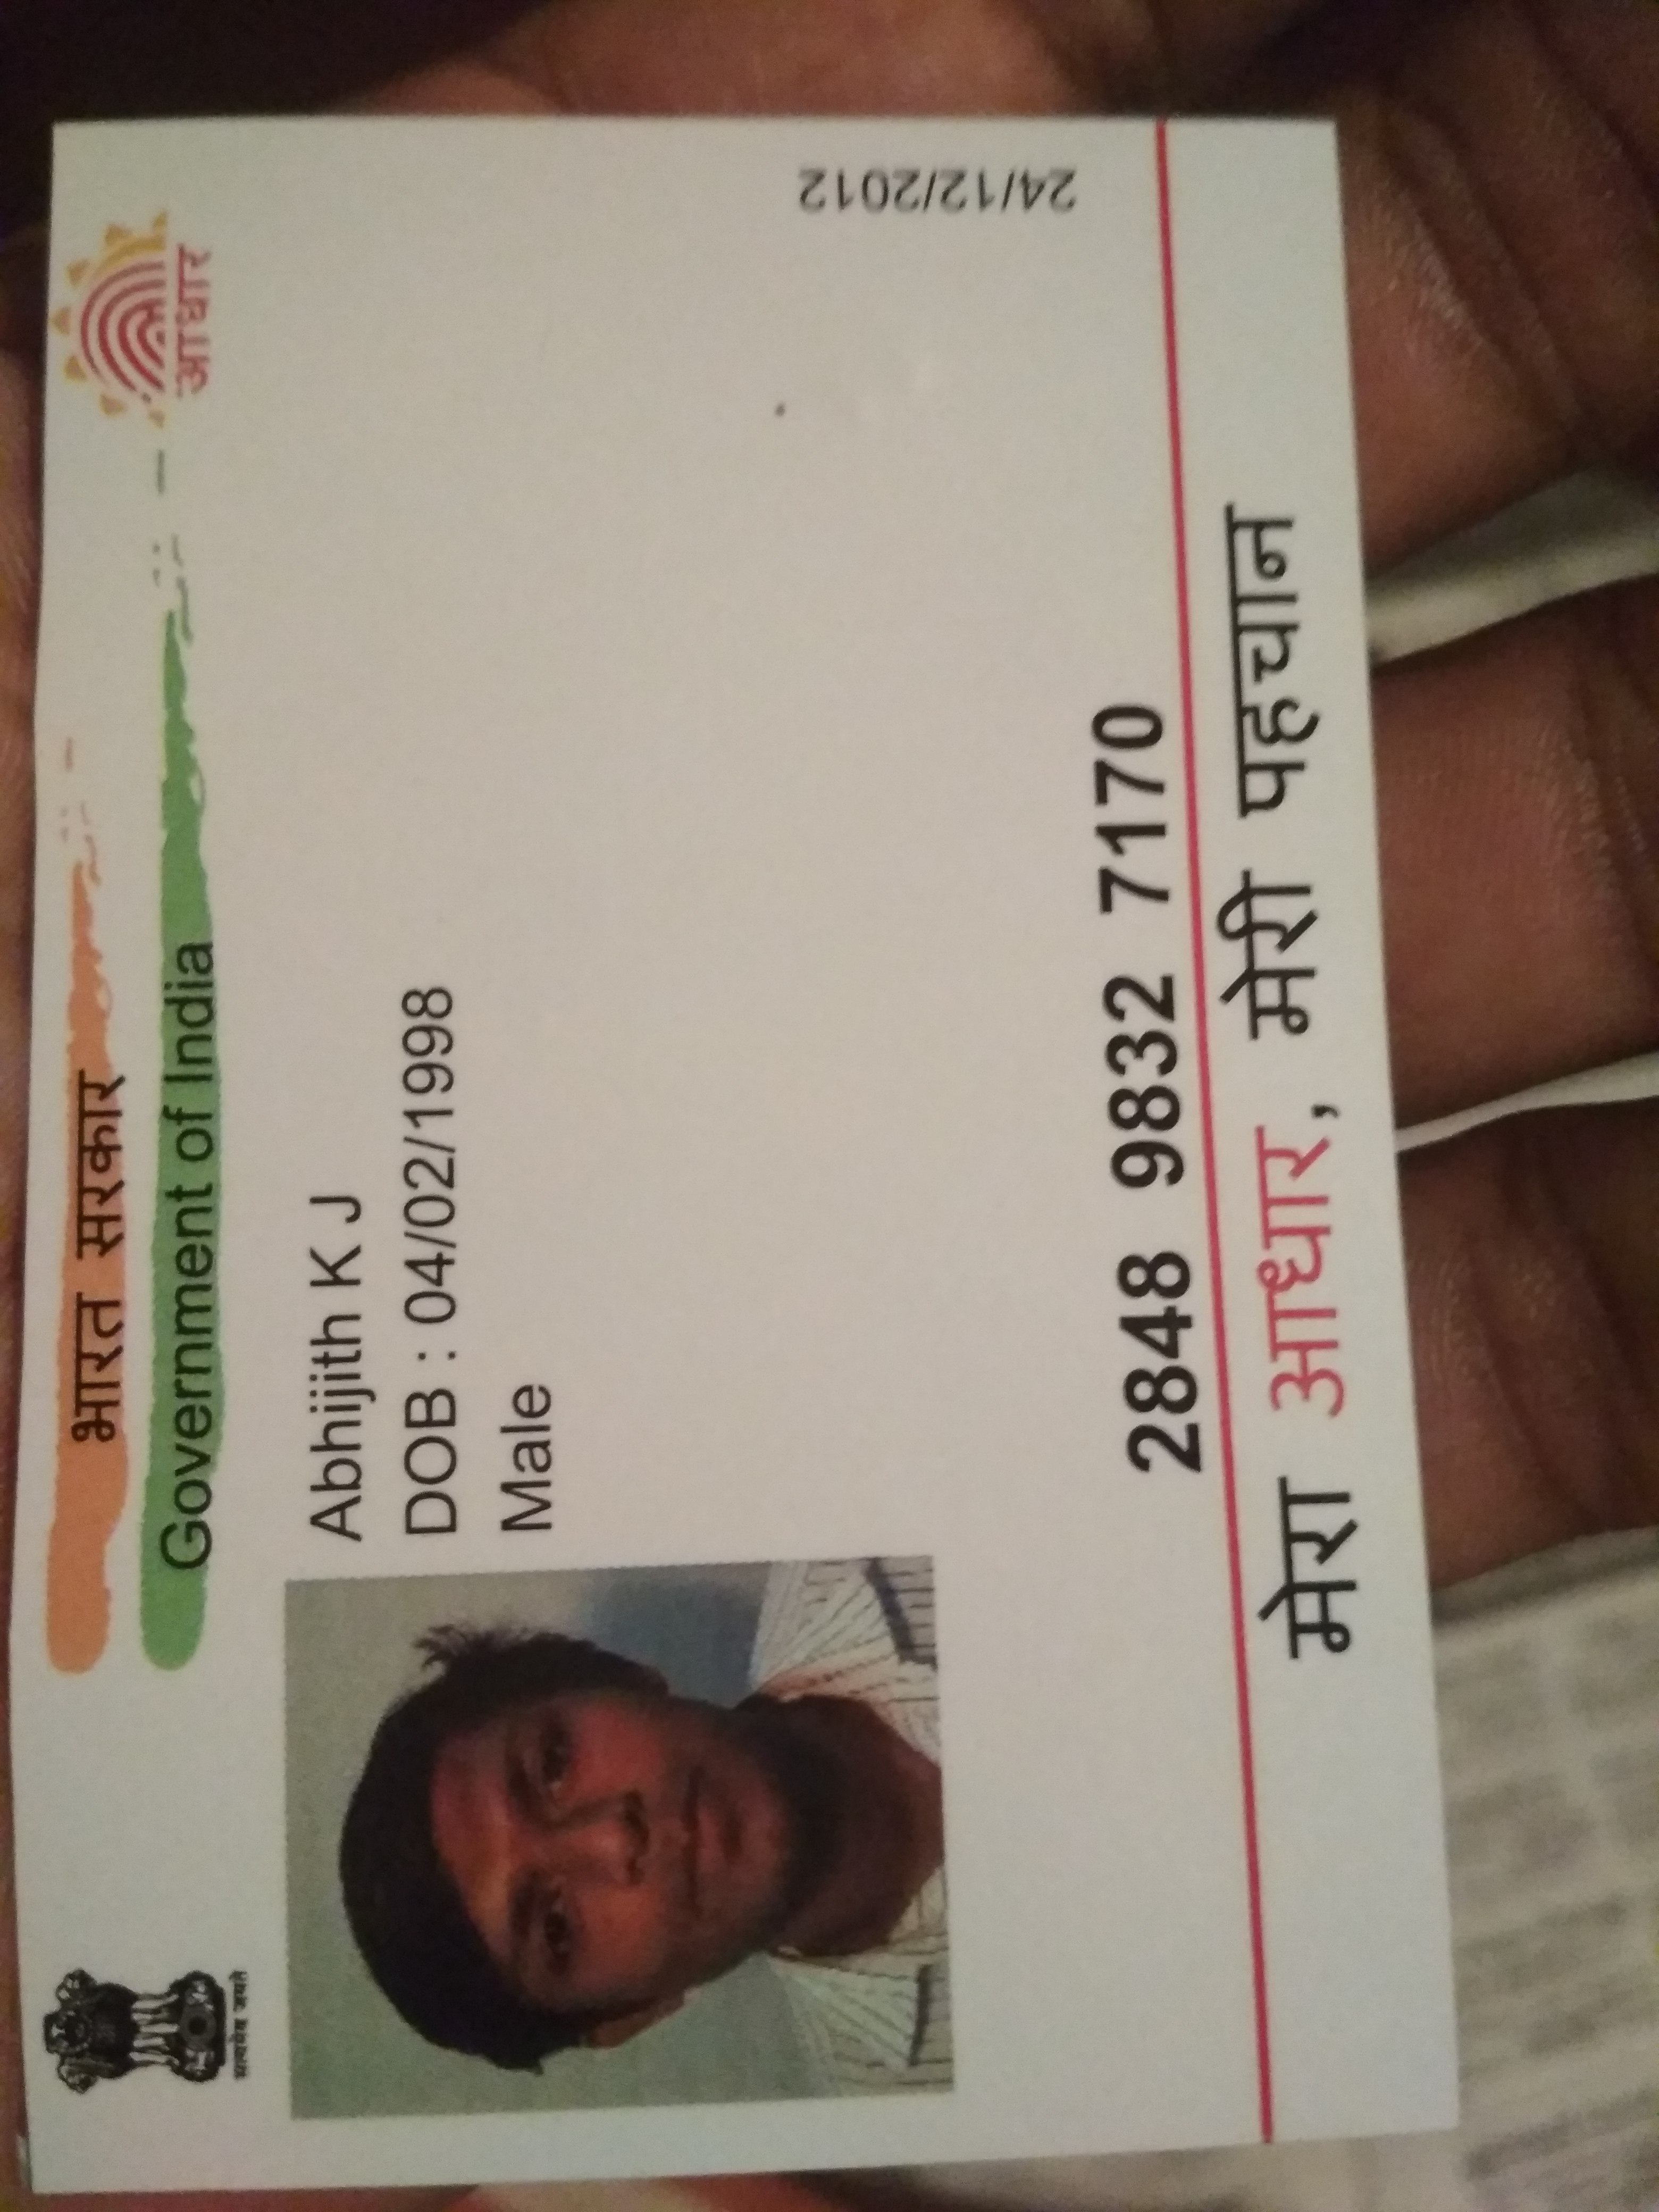 भारत सरकार
Government of India
आधार
सत्यमेव जयते
Abhijith K J
DOB : 04/02/1998
Male
24/12/2012
2848 9832 7170
मेरा आधार, मेरी पहचान